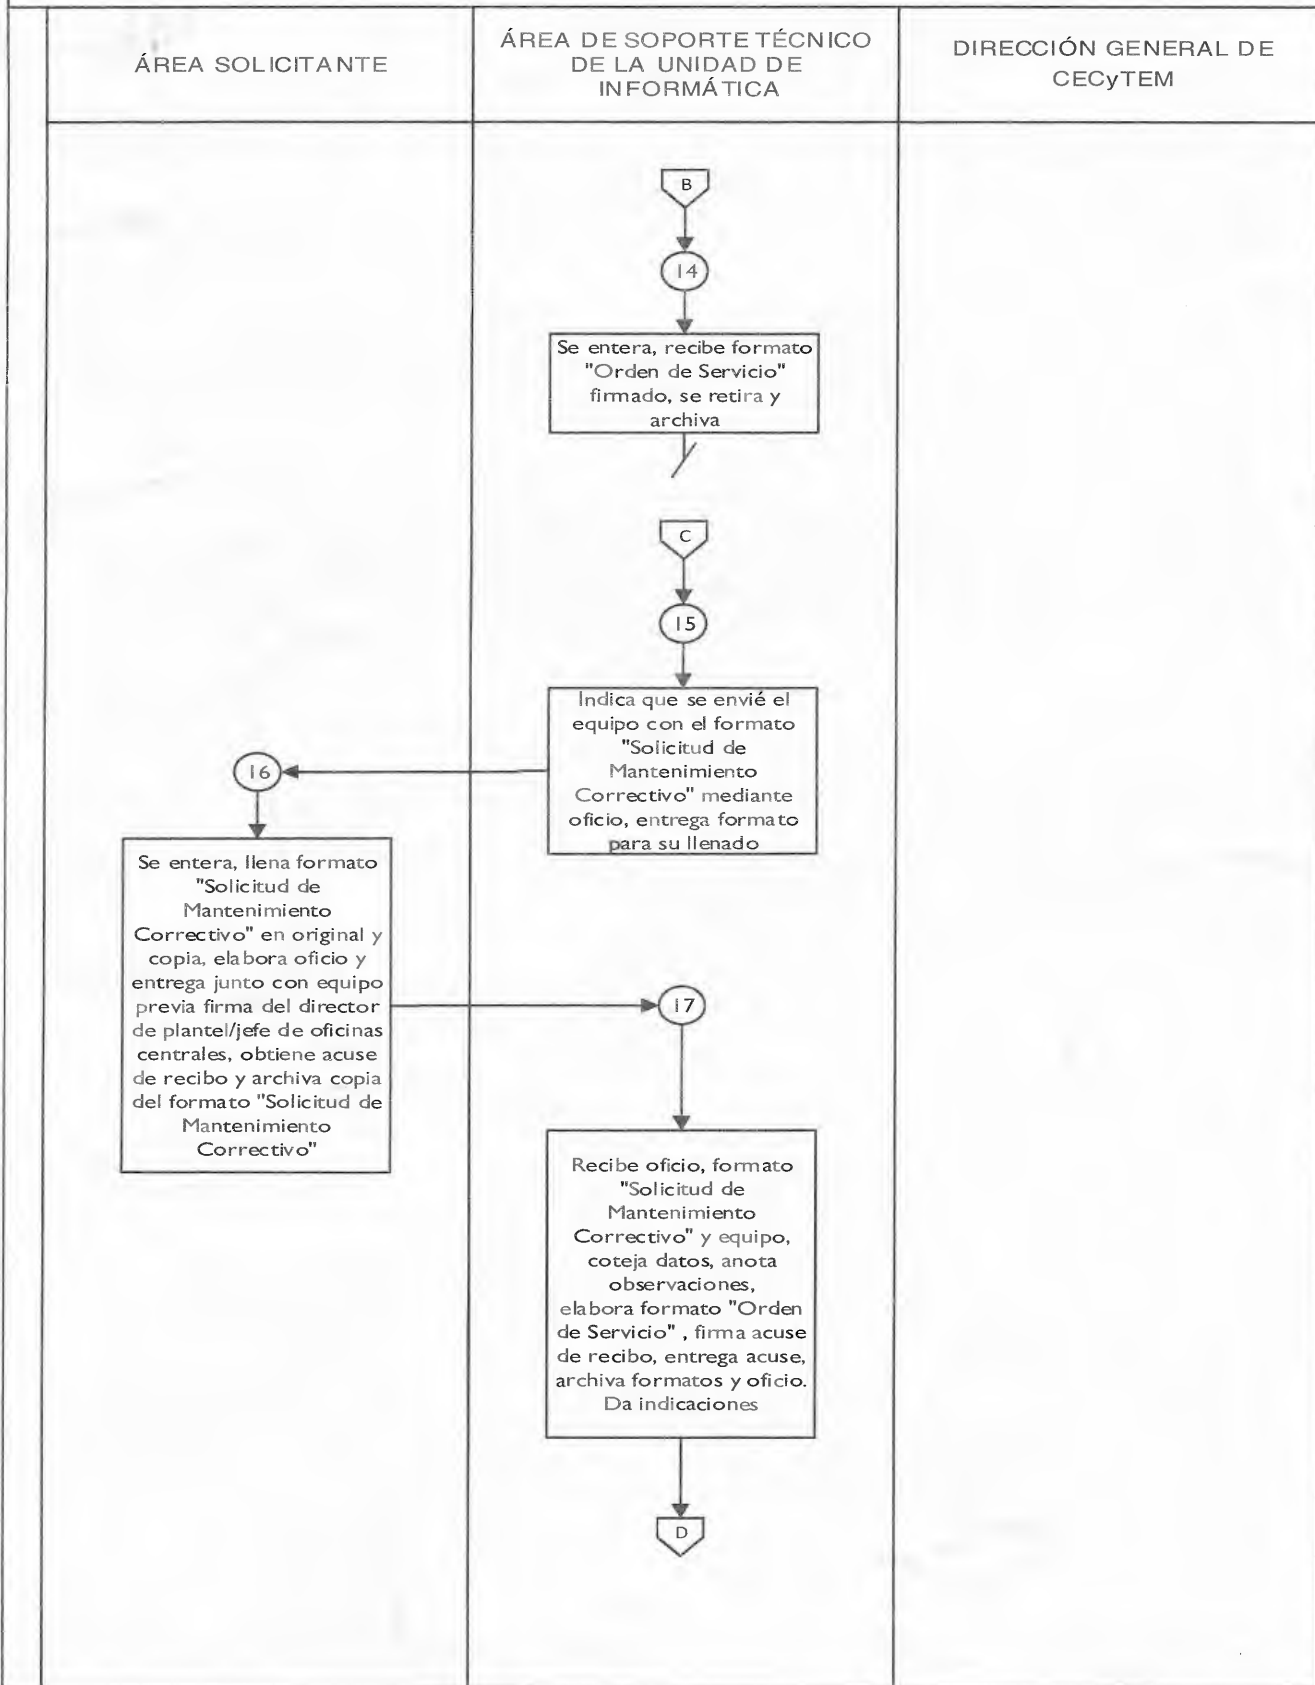 ÁREA SOLICITANTE
ÁREA DE SOPORTE TÉCNICO
DE LA UNIDAD DE
INFORMÁTICA
DIRECCIÓN GENERAL DE
CECyTEM
B
14
Se entera, recibe formato
"Orden de Servicio"
firmado, se retira y
archiva
C
15
Indica que se envié el
equipo con el formato
"Solicitud de
Mantenimiento
Correctivo" mediante
oficio, entrega formato
para su llenado
16
Se entera, llena formato
"Solicitud de
Mantenimiento
Correctivo" en original y
copia, elabora oficio y
entrega junto con equipo
previa firma del director
de plantel/jefe de oficinas
centrales, obtiene acuse
de recibo y archiva copia
del formato "Solicitud de
Mantenimiento
Correctivo"
17
Recibe oficio, formato
"Solicitud de
Mantenimiento
Correctivo" y equipo,
coteja datos, anota
observaciones,
elabora formato "Orden
de Servicio" , firma acuse
de recibo, entrega acuse,
archiva formatos y oficio.
Da indicaciones
D